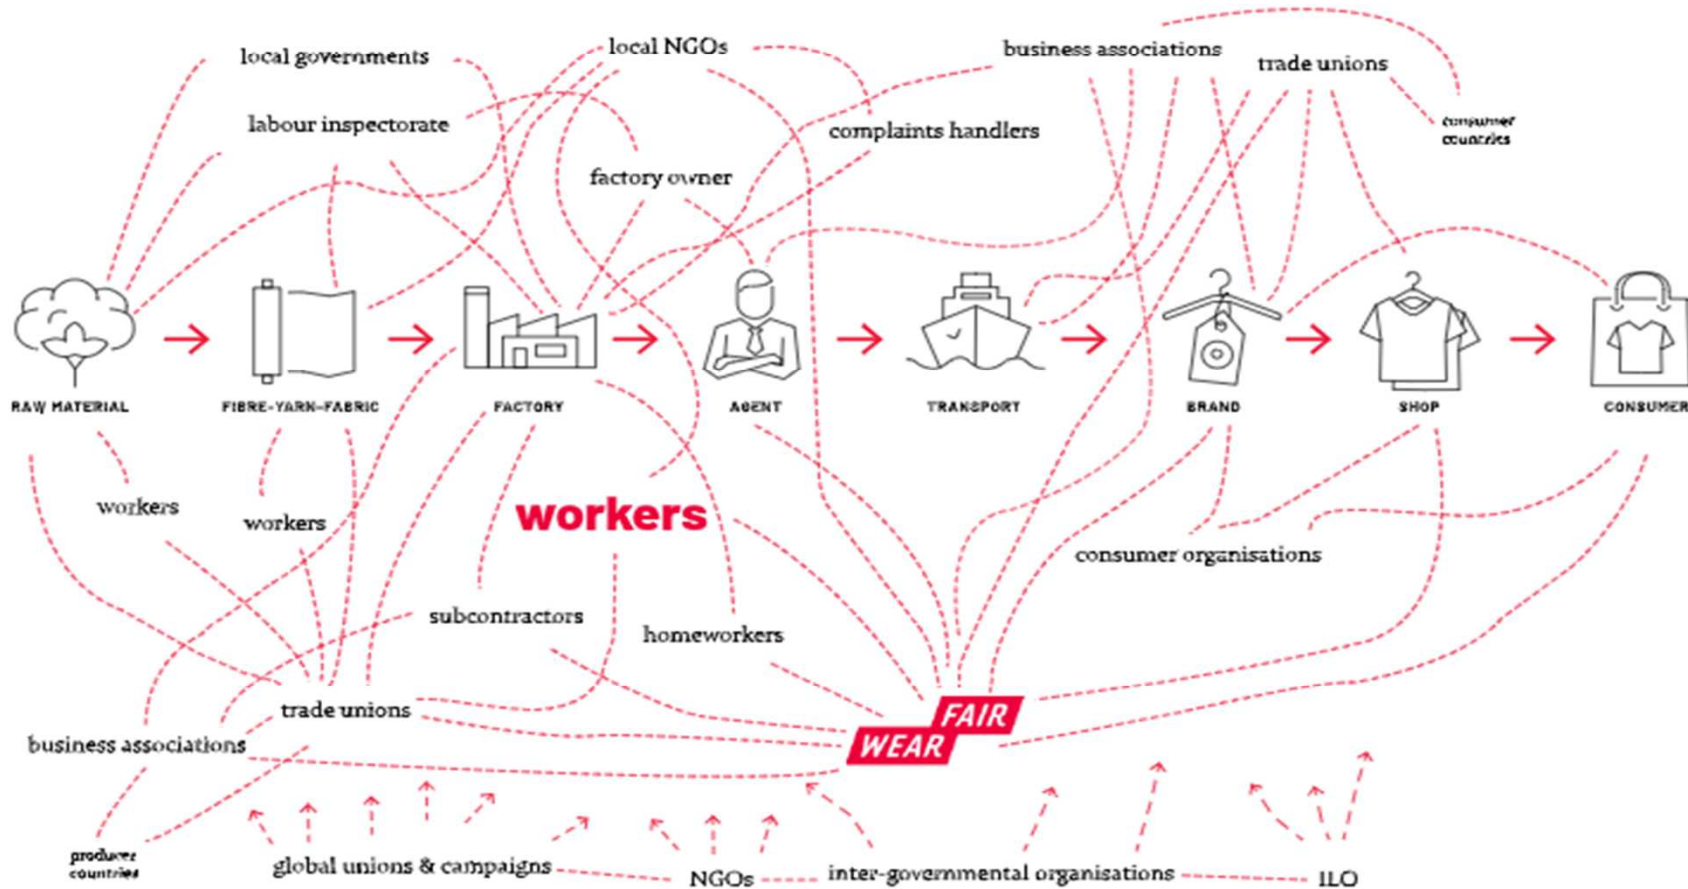 local governments
local NGOs
business associations
trade unions
labour inspectorate
complaints handlers
consumer
countries
factory owner
RAW MATERIAL
FIBRE-YARN-FABRIC
FACTORY
AGENT
TRANSPORT
BRAND
SHOP
CONSUMER
workers
workers
workers
consumer organisations
subcontractors
homeworkers
trade unions
business associations
FAIR
WEAR
producer
countries
global unions & campaigns
NGOs
inter-governmental organisations
ILO